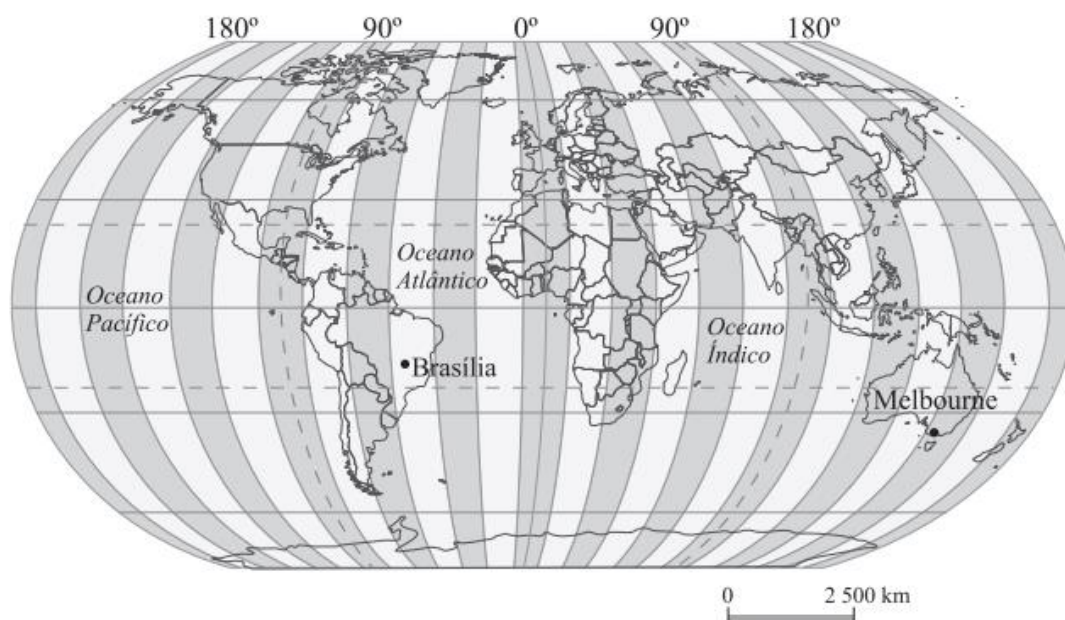 180º 90º 0º 90º 180º
Oceano
Atlântico
Oceano
Pacífico
Oceano
Índico
Brasília
Melbourne
0 2 500 km